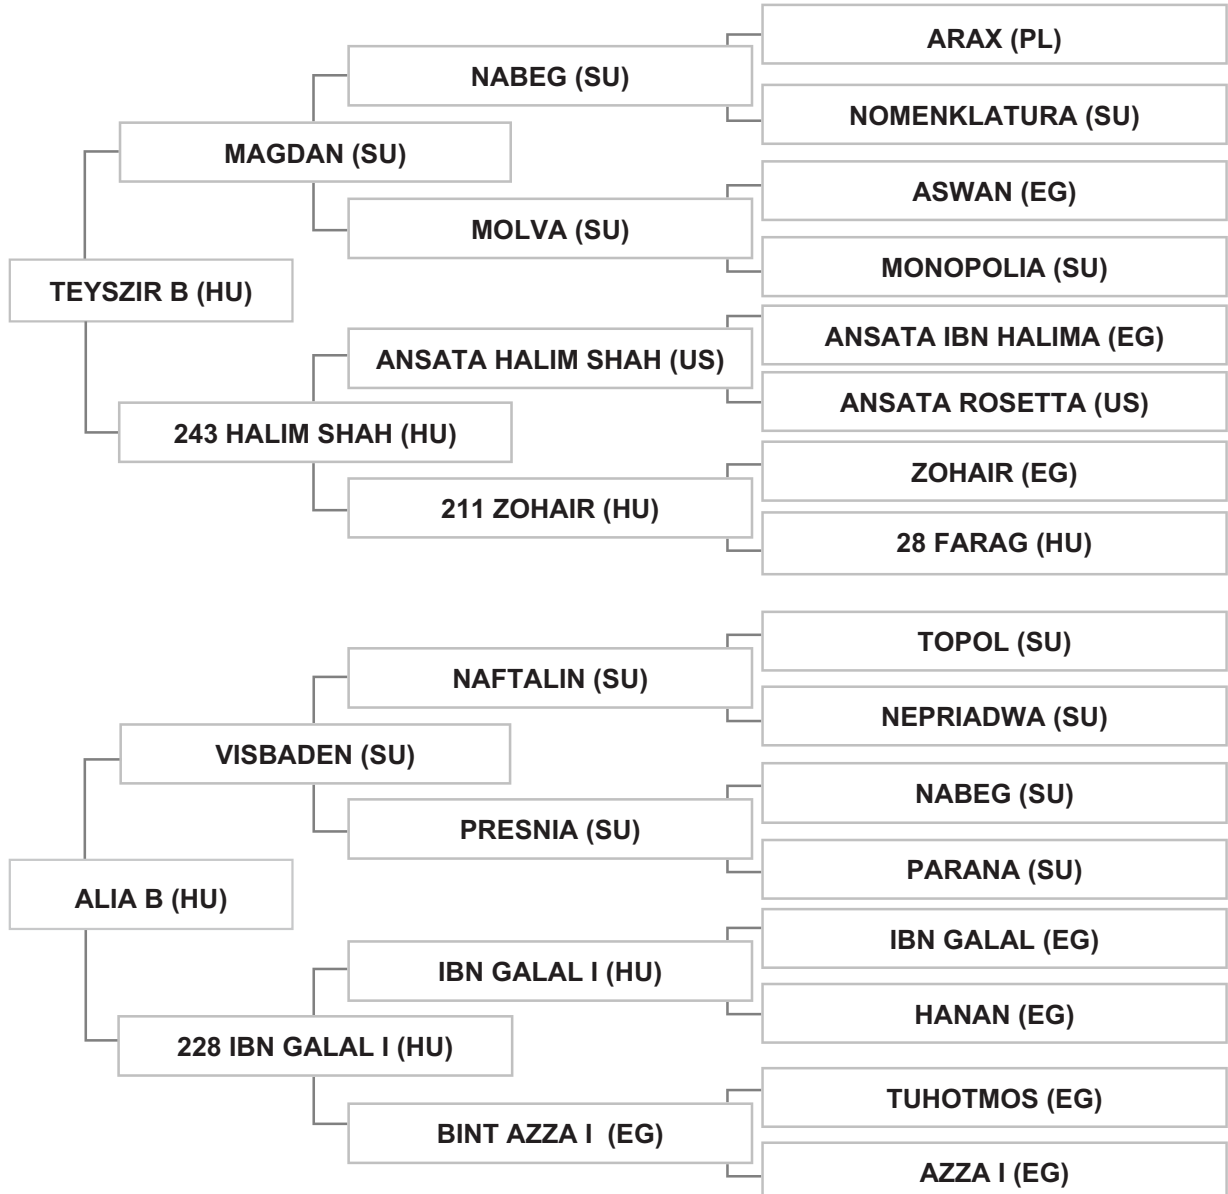 ARAX (PL)
NABEG (SU)
NOMENKLATURA (SU)
MAGDAN (SU)
ASWAN (EG)
MOLVA (SU)
MONOPOLIA (SU)
TEYSZIR B (HU)
ANSATA IBN HALIMA (EG)
ANSATA HALIM SHAH (US)
ANSATA ROSETTA (US)
243 HALIM SHAH (HU)
ZOHAIR (EG)
211 ZOHAIR (HU)
28 FARAG (HU)
TOPOL (SU)
NAFTALIN (SU)
NEPRIADWA (SU)
VISBADEN (SU)
NABEG (SU)
PRESNIA (SU)
PARANA (SU)
ALIA B (HU)
IBN GALAL (EG)
IBN GALAL I (HU)
HANAN (EG)
228 IBN GALAL I (HU)
TUHOTMOS (EG)
BINT AZZA I (EG)
AZZA I (EG)